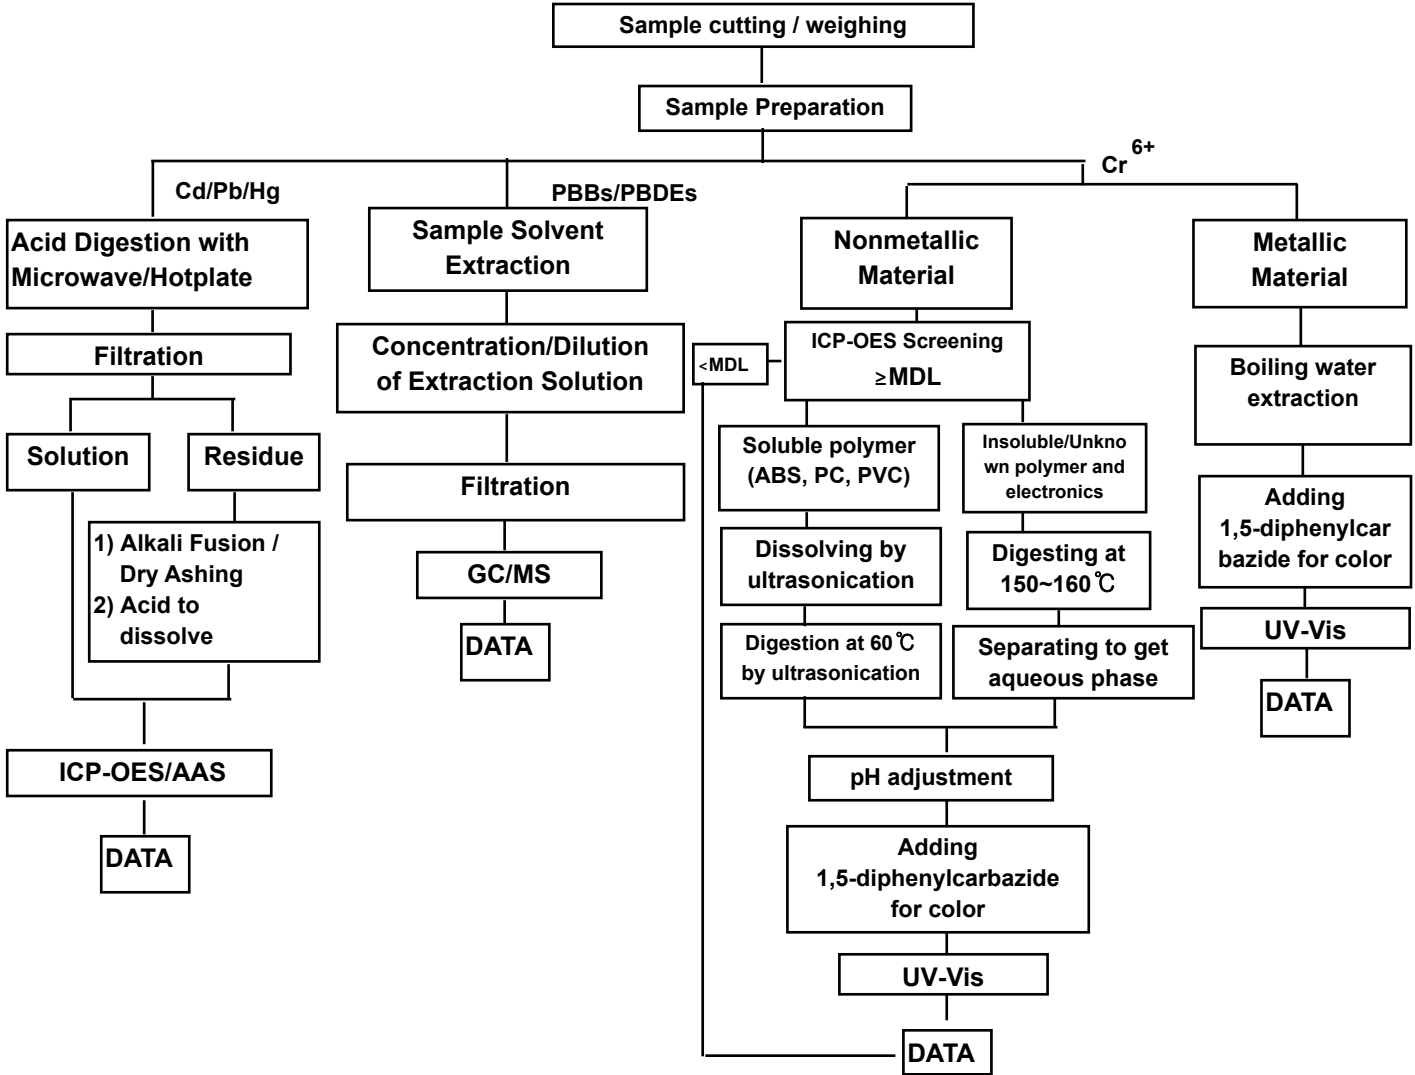 Sample cutting / weighing
Sample Preparation
Cr 6+
Cd/Pb/Hg
PBBs/PBDEs
Acid Digestion with
Microwave/Hotplate
Filtration
Solution
Residue
1) Alkali Fusion /
Dry Ashing
2) Acid to
dissolve
ICP-OES/AAS
DATA
Sample Solvent
Extraction
Concentration/Dilution
of Extraction Solution
Filtration
GC/MS
DATA
Nonmetallic
Material
ICP-OES Screening
≥MDL
<MDL
Soluble polymer
(ABS, PC, PVC)
Dissolving by
ultrasonication
Digestion at 60℃
by ultrasonication
Insoluble/Unkno
wn polymer and
electronics
Digesting at
150~160℃
Separating to get
aqueous phase
pH adjustment
Adding
1,5-diphenylcarbazide
for color
UV-Vis
DATA
Metallic
Material
Boiling water
extraction
Adding
1,5-diphenylcar
bazide for color
UV-Vis
DATA